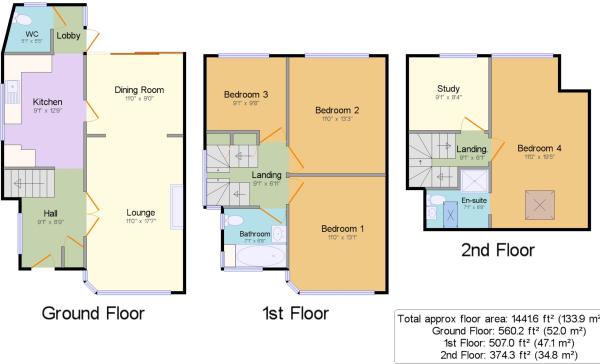 WC
5'1" x 5'5"
Lobby
Kitchen
9'1" x 12'9"
Dining Room
11'0" x 9'0"
Hall
9'1" x 8'9"
Lounge
11'0" x 17'7"
Ground Floor
Bedroom 3
9'1" x 9'8"
Bedroom 2
11'0" x 13'3"
Landing
9'1" x 6'11"
Bathroom
7'1" x 6'8"
Bedroom 1
11'0" x 13'1"
1st Floor
Study
9'1" x 8'4"
Landing
9'1" x 6'1"
Bedroom 4
11'2" x 19'5"
En-suite
7'1" x 6'8"
2nd Floor
Total approx floor area: 1441.6 ft² (133.9 m²
Ground Floor: 560.2 ft² (52.0 m²)
1st Floor: 507.0 ft² (47.1 m²)
2nd Floor: 374.3 ft² (34.8 m²)